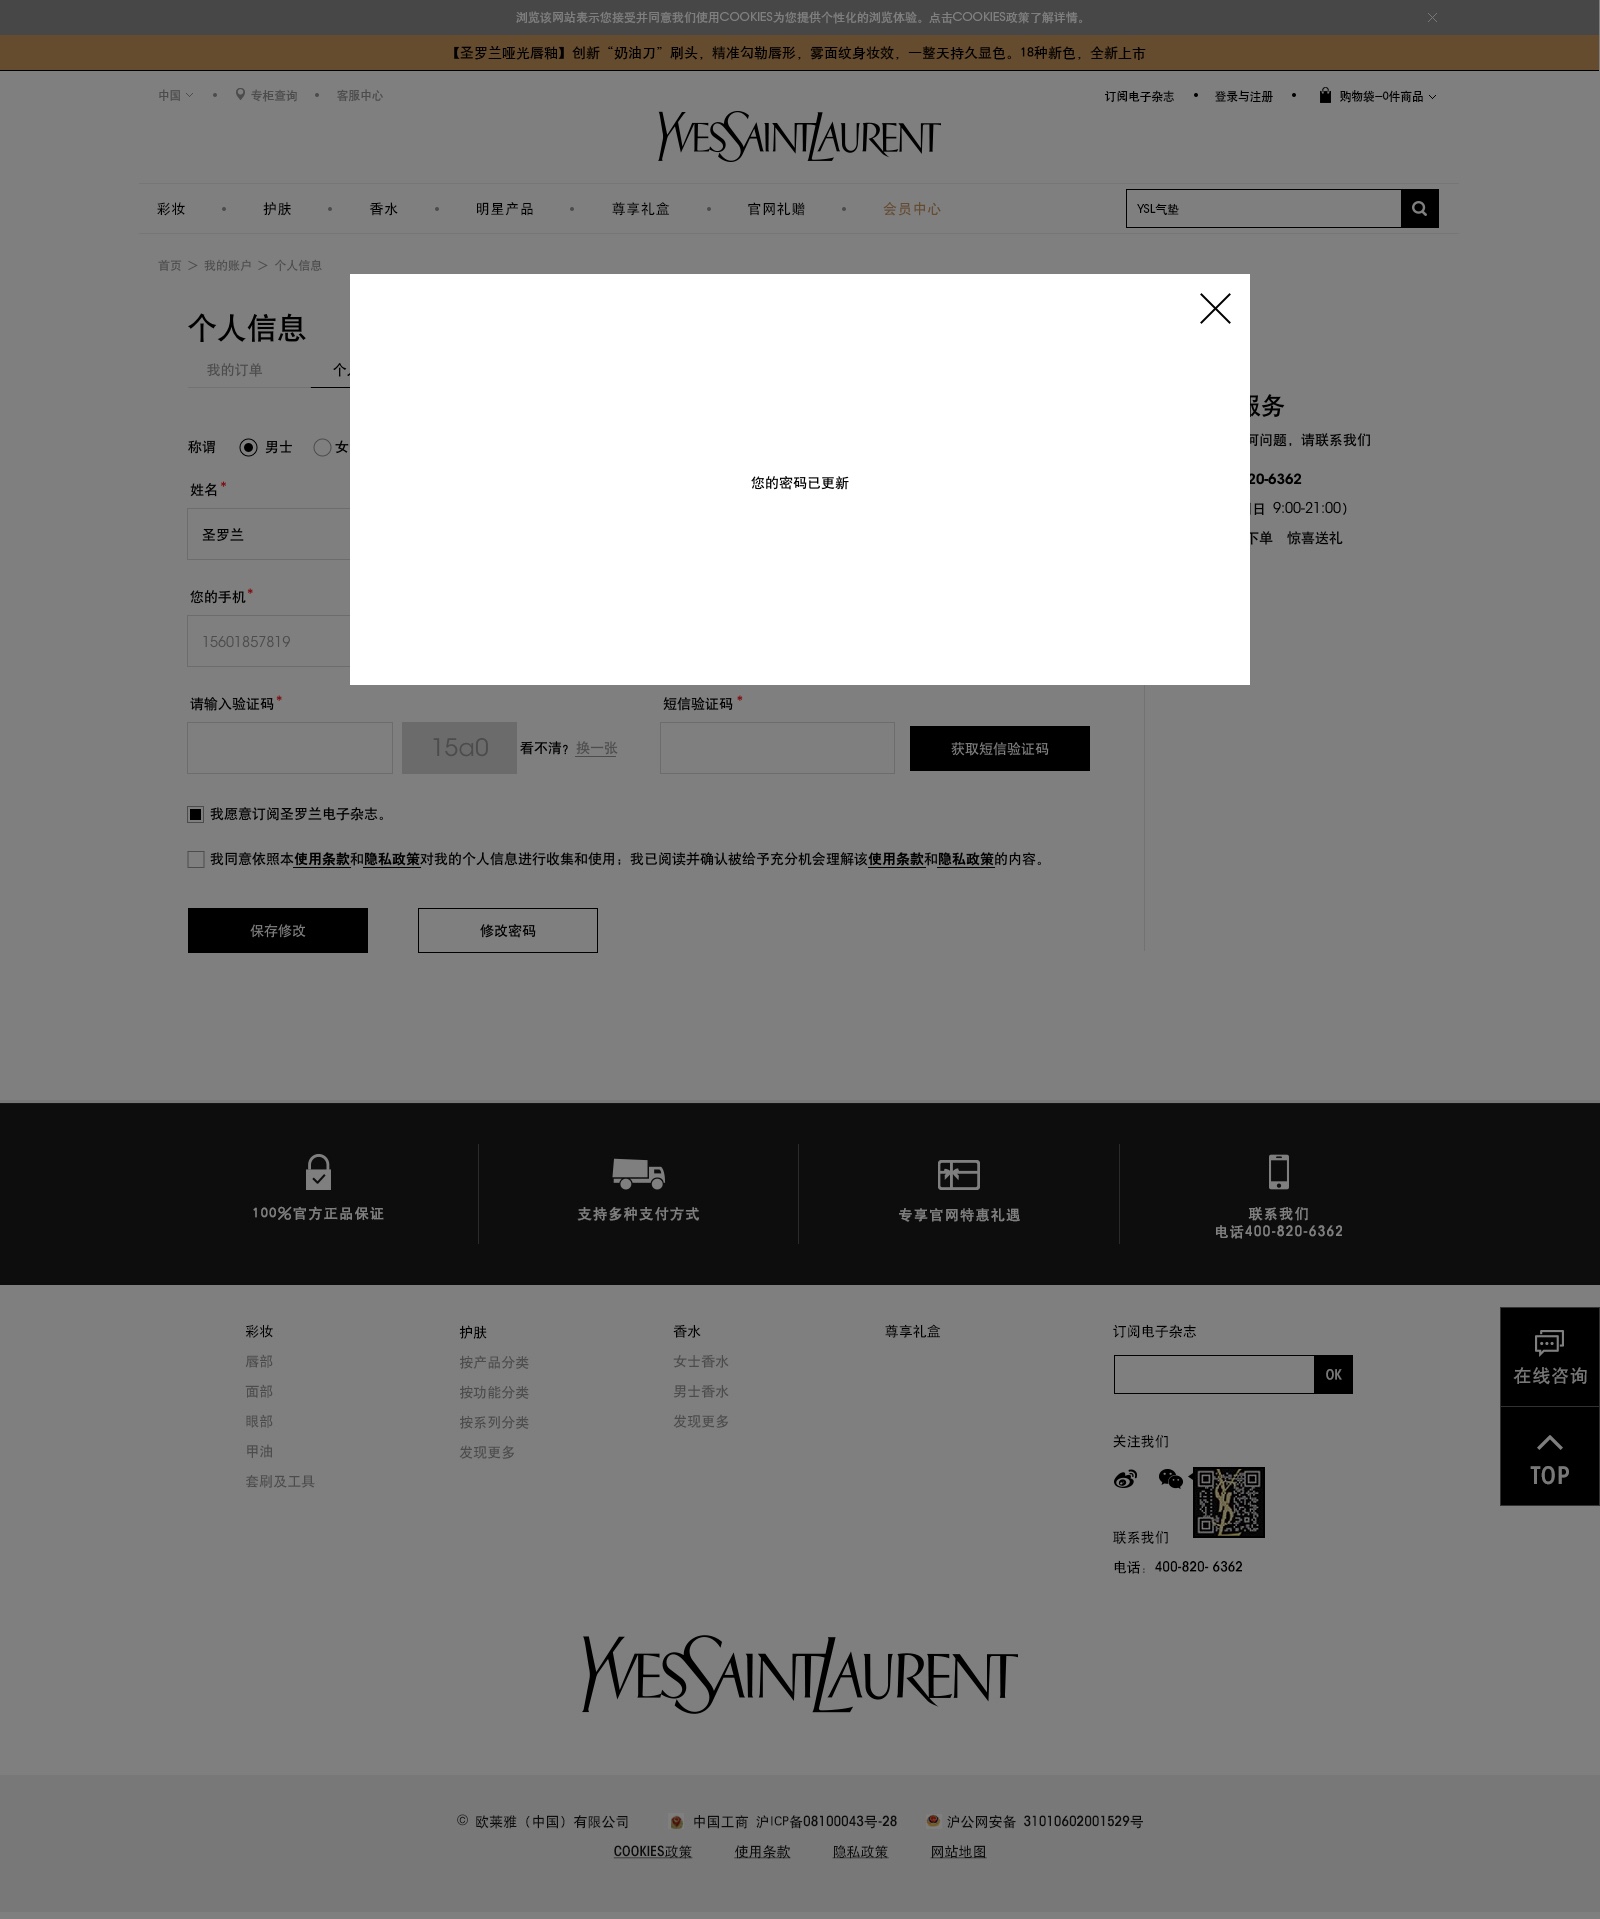 浏览该网站表示您接受并同意我们使用COOKIES为您提供个性化的浏览体验。点击COOKIES政策了解详情。
【圣罗兰哑光唇釉】创新“奶油刀”刷头，精准勾勒唇形，雾面纹身妆效，一整天持久显色。18种新色，全新上市
中国 专柜查询 客服中心 订阅电子杂志 登录与注册 购物袋—0件商品
YVESSAINTLAURENT
彩妆 护肤 香水 明星产品 尊享礼盒 官网礼赠 会员中心 YSL气垫
首页 > 我的账户 > 个人信息
个人信息
我的订单 个人
服务
称谓 男士 女
何问题，请联系我们
您的密码已更新
20-6362
姓名*
日 9:00-21:00）
圣罗兰
下单 惊喜送礼
您的手机*
15601857819
请输入验证码* 短信验证码*
15a0 看不清? 换一张 获取短信验证码
我愿意订阅圣罗兰电子杂志。
我同意依照本使用条款和隐私政策对我的个人信息进行收集和使用；我已阅读并确认被给予充分机会理解该使用条款和隐私政策的内容。
保存修改 修改密码
100%官方正品保证 支持多种支付方式 专享官网特惠礼遇 联系我们
电话400-820-6362
彩妆 护肤 香水 尊享礼盒 订阅电子杂志
唇部 按产品分类 女士香水
OK
面部 按功能分类 男士香水
眼部 按系列分类 发现更多
甲油 发现更多
套刷及工具
关注我们
联系我们
电话：400-820- 6362
在线咨询
TOP
YVESSAINTLAURENT
© 欧莱雅（中国）有限公司 中国工商 沪ICP备08100043号-28 沪公网安备 31010602001529号
COOKIES政策 使用条款 隐私政策 网站地图